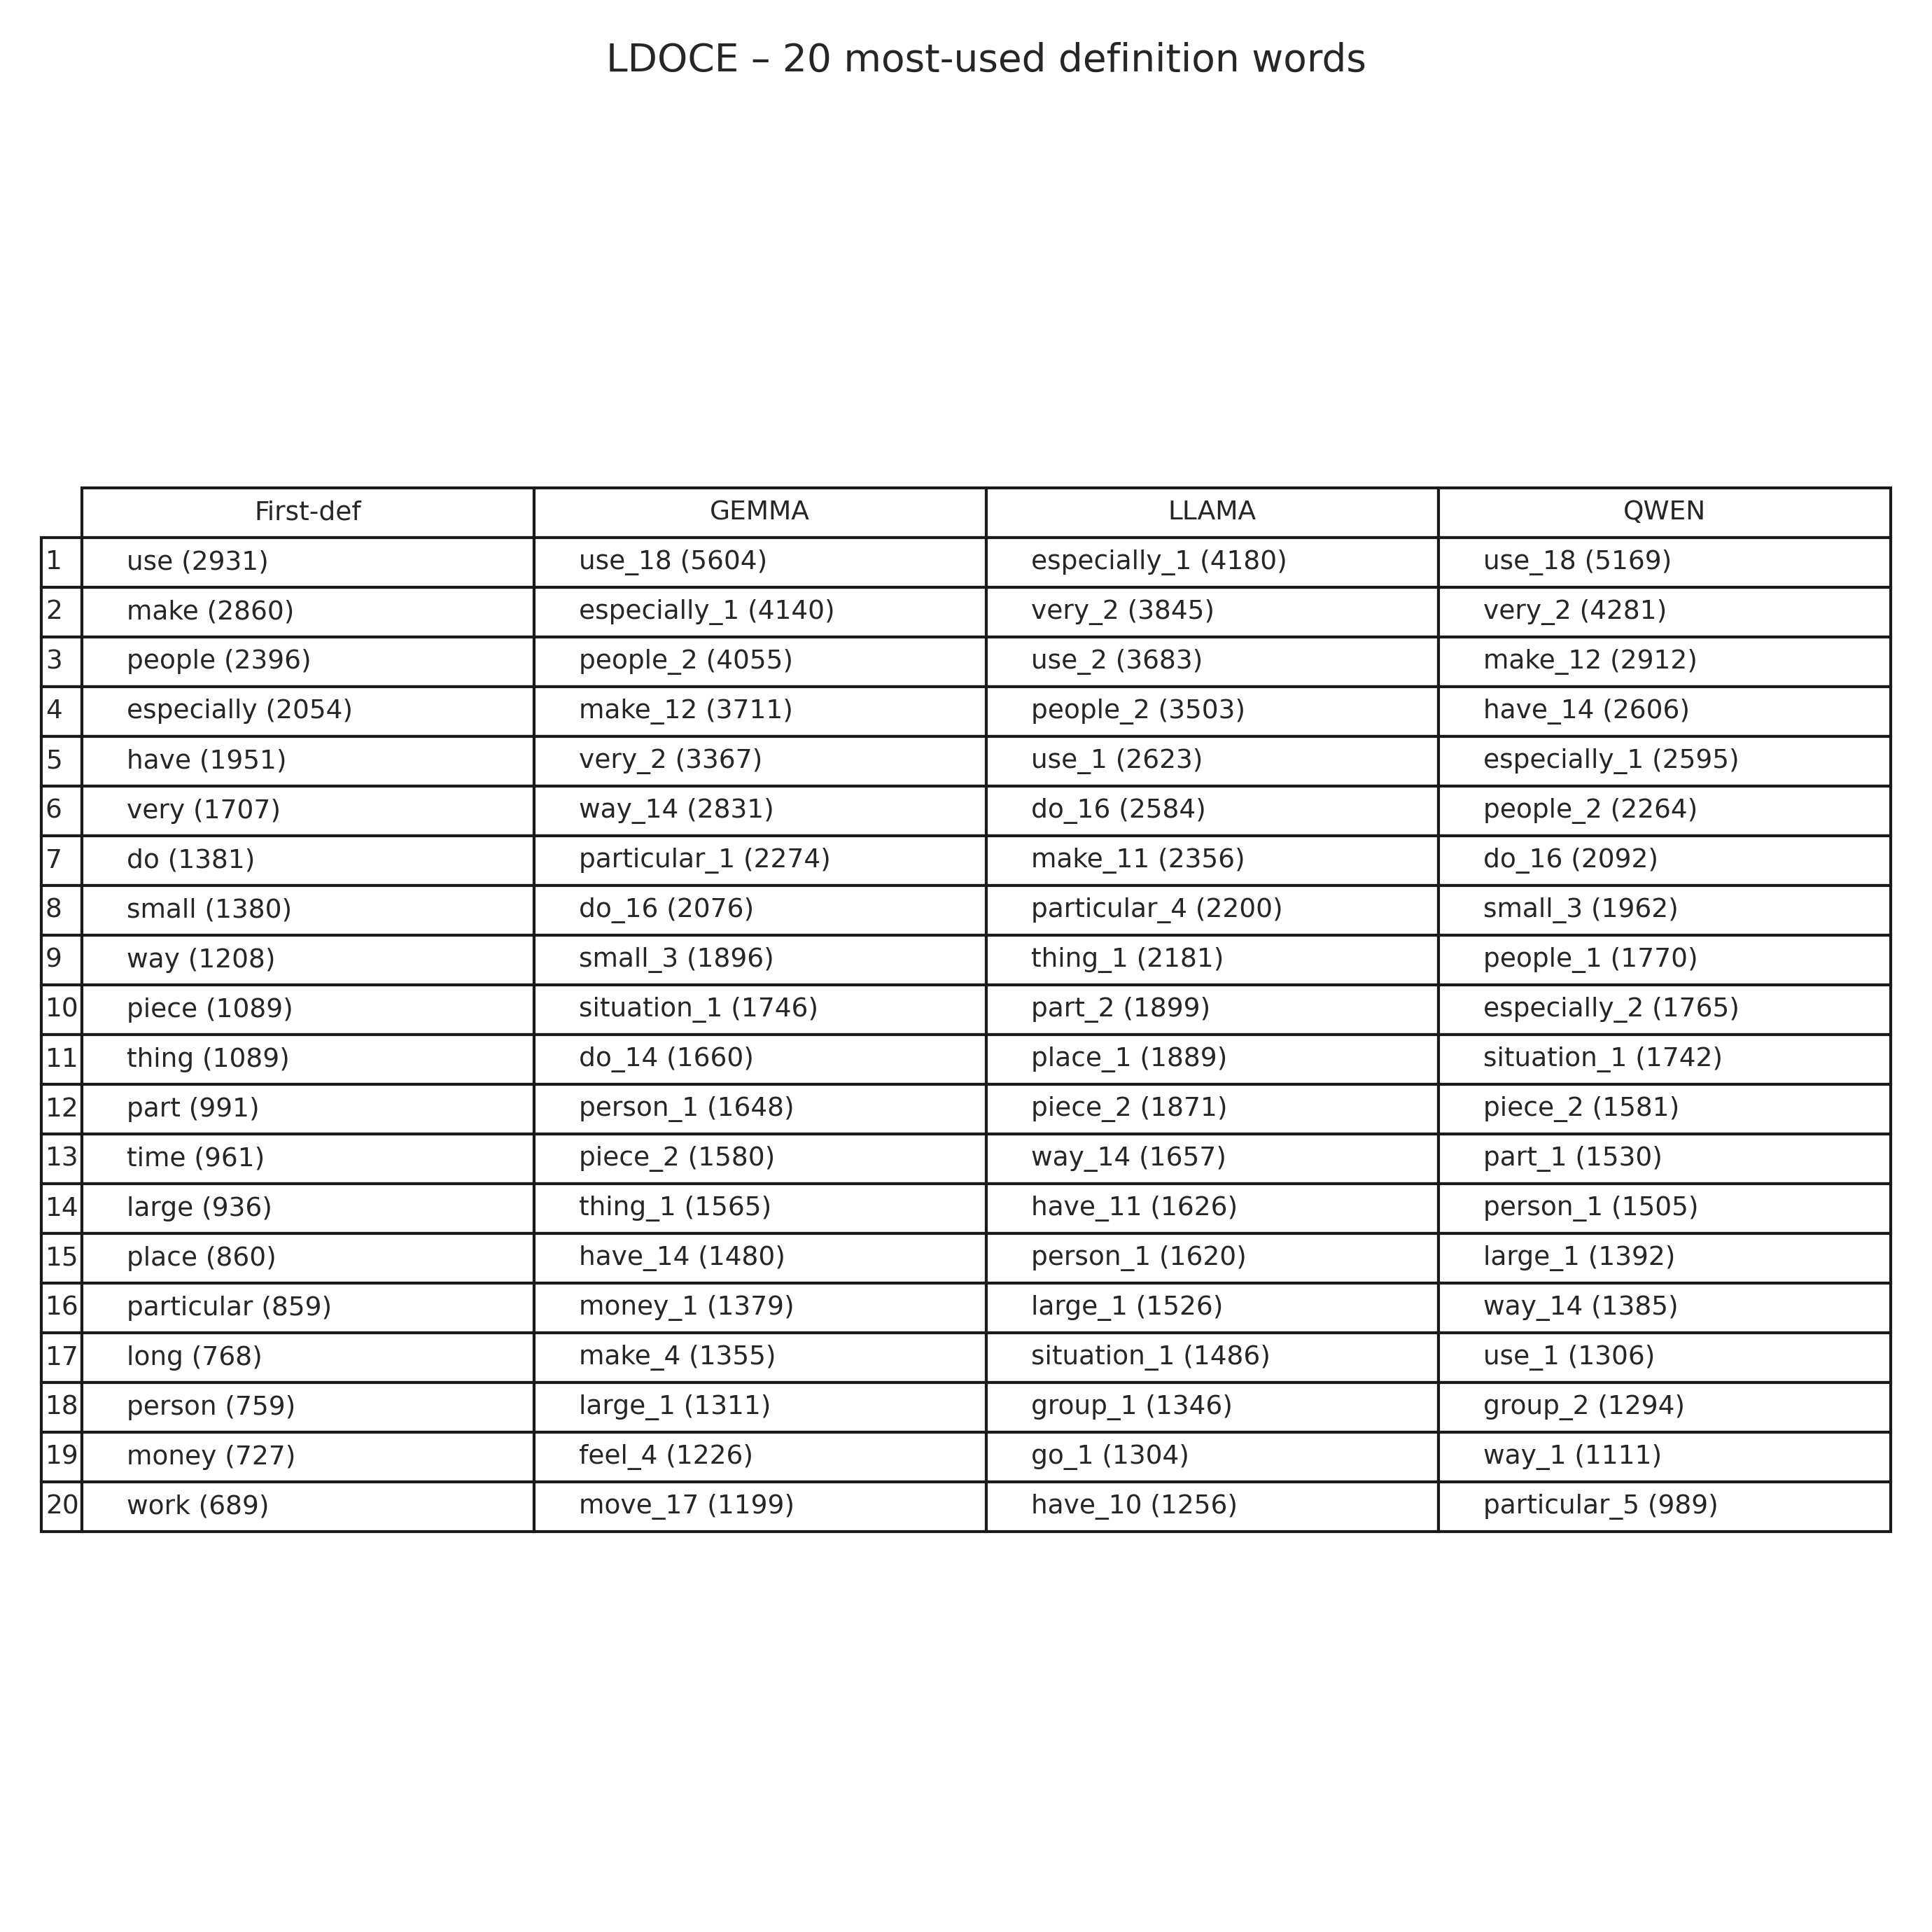 LDOCE – 20 most-used definition words
First-def GEMMA LLAMA QWEN
1 use (2931) use_18 (5604) especially_1 (4180) use_18 (5169)
2 make (2860) especially_1 (4140) very_2 (3845) very_2 (4281)
3 people (2396) people_2 (4055) use_2 (3683) make_12 (2912)
4 especially (2054) make_12 (3711) people_2 (3503) have_14 (2606)
5 have (1951) very_2 (3367) use_1 (2623) especially_1 (2595)
6 very (1707) way_14 (2831) do_16 (2584) people_2 (2264)
7 do (1381) particular_1 (2274) make_11 (2356) do_16 (2092)
8 small (1380) do_16 (2076) particular_4 (2200) small_3 (1962)
9 way (1208) small_3 (1896) thing_1 (2181) people_1 (1770)
10 piece (1089) situation_1 (1746) part_2 (1899) especially_2 (1765)
11 thing (1089) do_14 (1660) place_1 (1889) situation_1 (1742)
12 part (991) person_1 (1648) piece_2 (1871) piece_2 (1581)
13 time (961) piece_2 (1580) way_14 (1657) part_1 (1530)
14 large (936) thing_1 (1565) have_11 (1626) person_1 (1505)
15 place (860) have_14 (1480) person_1 (1620) large_1 (1392)
16 particular (859) money_1 (1379) large_1 (1526) way_14 (1385)
17 long (768) make_4 (1355) situation_1 (1486) use_1 (1306)
18 person (759) large_1 (1311) group_1 (1346) group_2 (1294)
19 money (727) feel_4 (1226) go_1 (1304) way_1 (1111)
20 work (689) move_17 (1199) have_10 (1256) particular_5 (989)